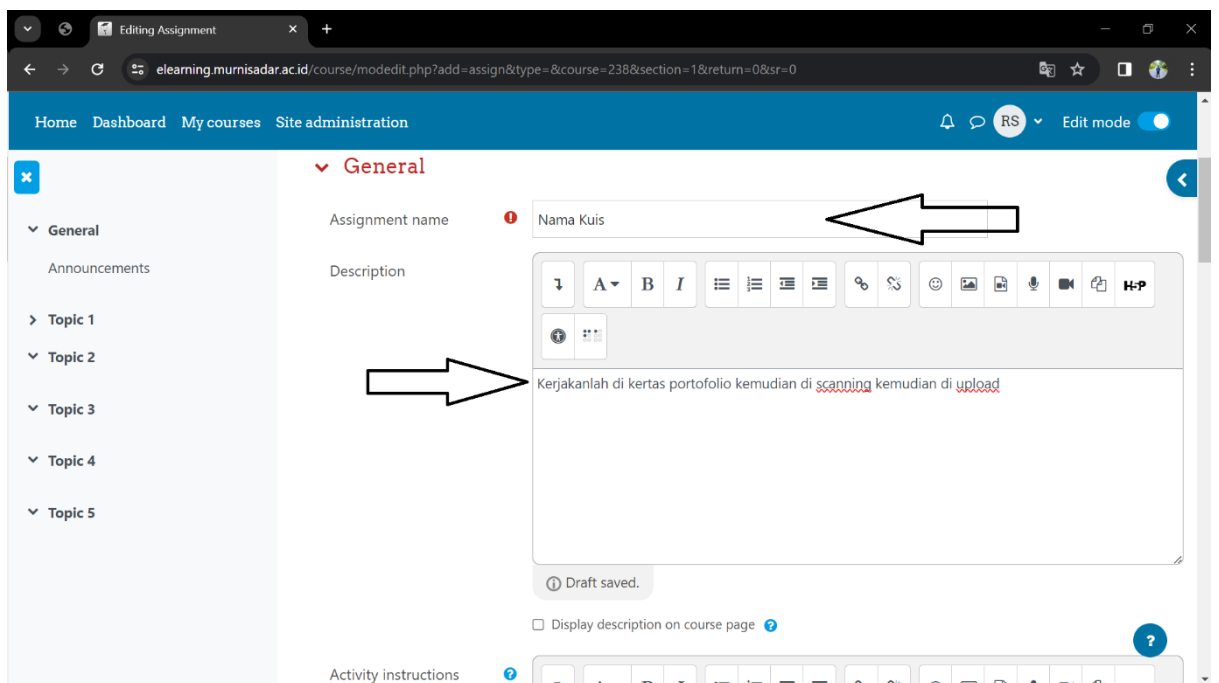 Editing Assignment
elearning.murnisadar.ac.id/course/modedit.php?add=assign&type=&course=238&section=1&return=0&sr=0
Home Dashboard My courses Site administration RS Edit mode
General
Announcements
Topic 1
Topic 2
Topic 3
Topic 4
Topic 5
General
Assignment name Nama Kuis
Description
A B I H-P
Kerjakanlah di kertas portofolio kemudian di scanning kemudian di upload
Draft saved.
Display description on course page ?
?
Activity instructions ?